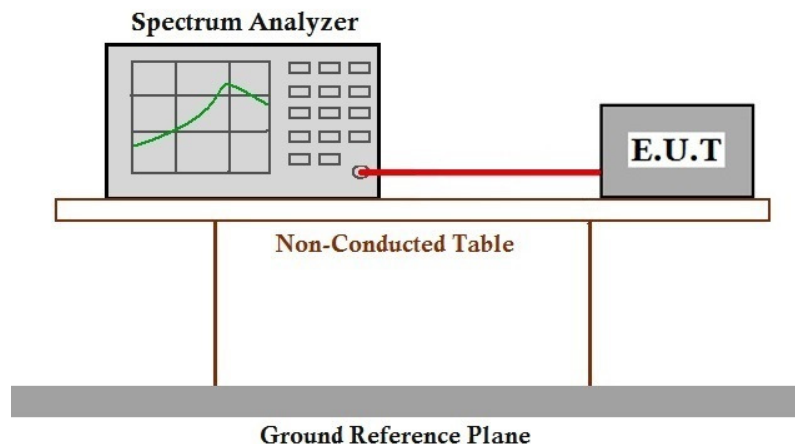 Spectrum Analyzer
E.U.T
Non-Conducted Table
Ground Reference Plane